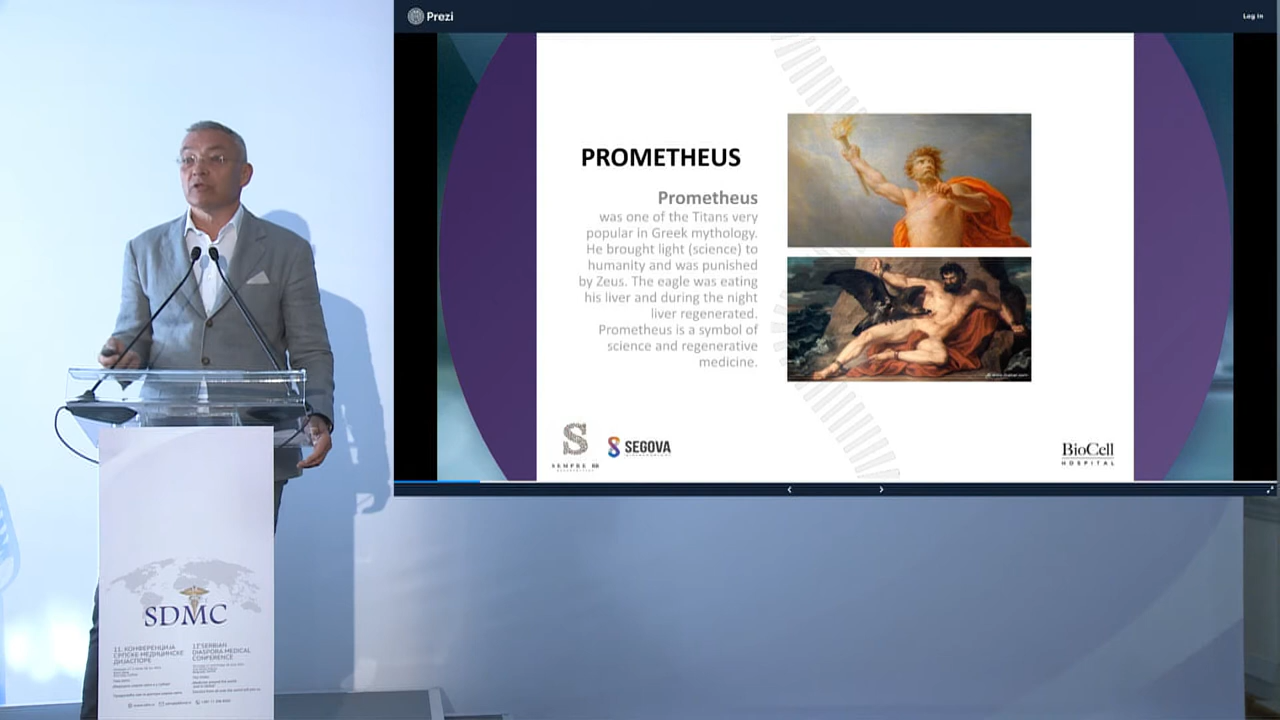 Prezi
Log in
PROMETHEUS
Prometheus
was one of the Titans very
popular in Greek mythology.
He brought light (science) to
humanity and was punished
by Zeus. The eagle was eating
his liver and during the night
liver regenerated.
Prometheus is a symbol of
science and regenerative
medicine.
S
SEGOVA
BioCell
HOSPITAL
SDMC
11. КОНФЕРЕНЦИЈА
СРПСКЕ МЕДИЦИНСКЕ
ДИЈАСПОРЕ
SERBIAN
DIASPORA MEDICAL
CONFERENCE